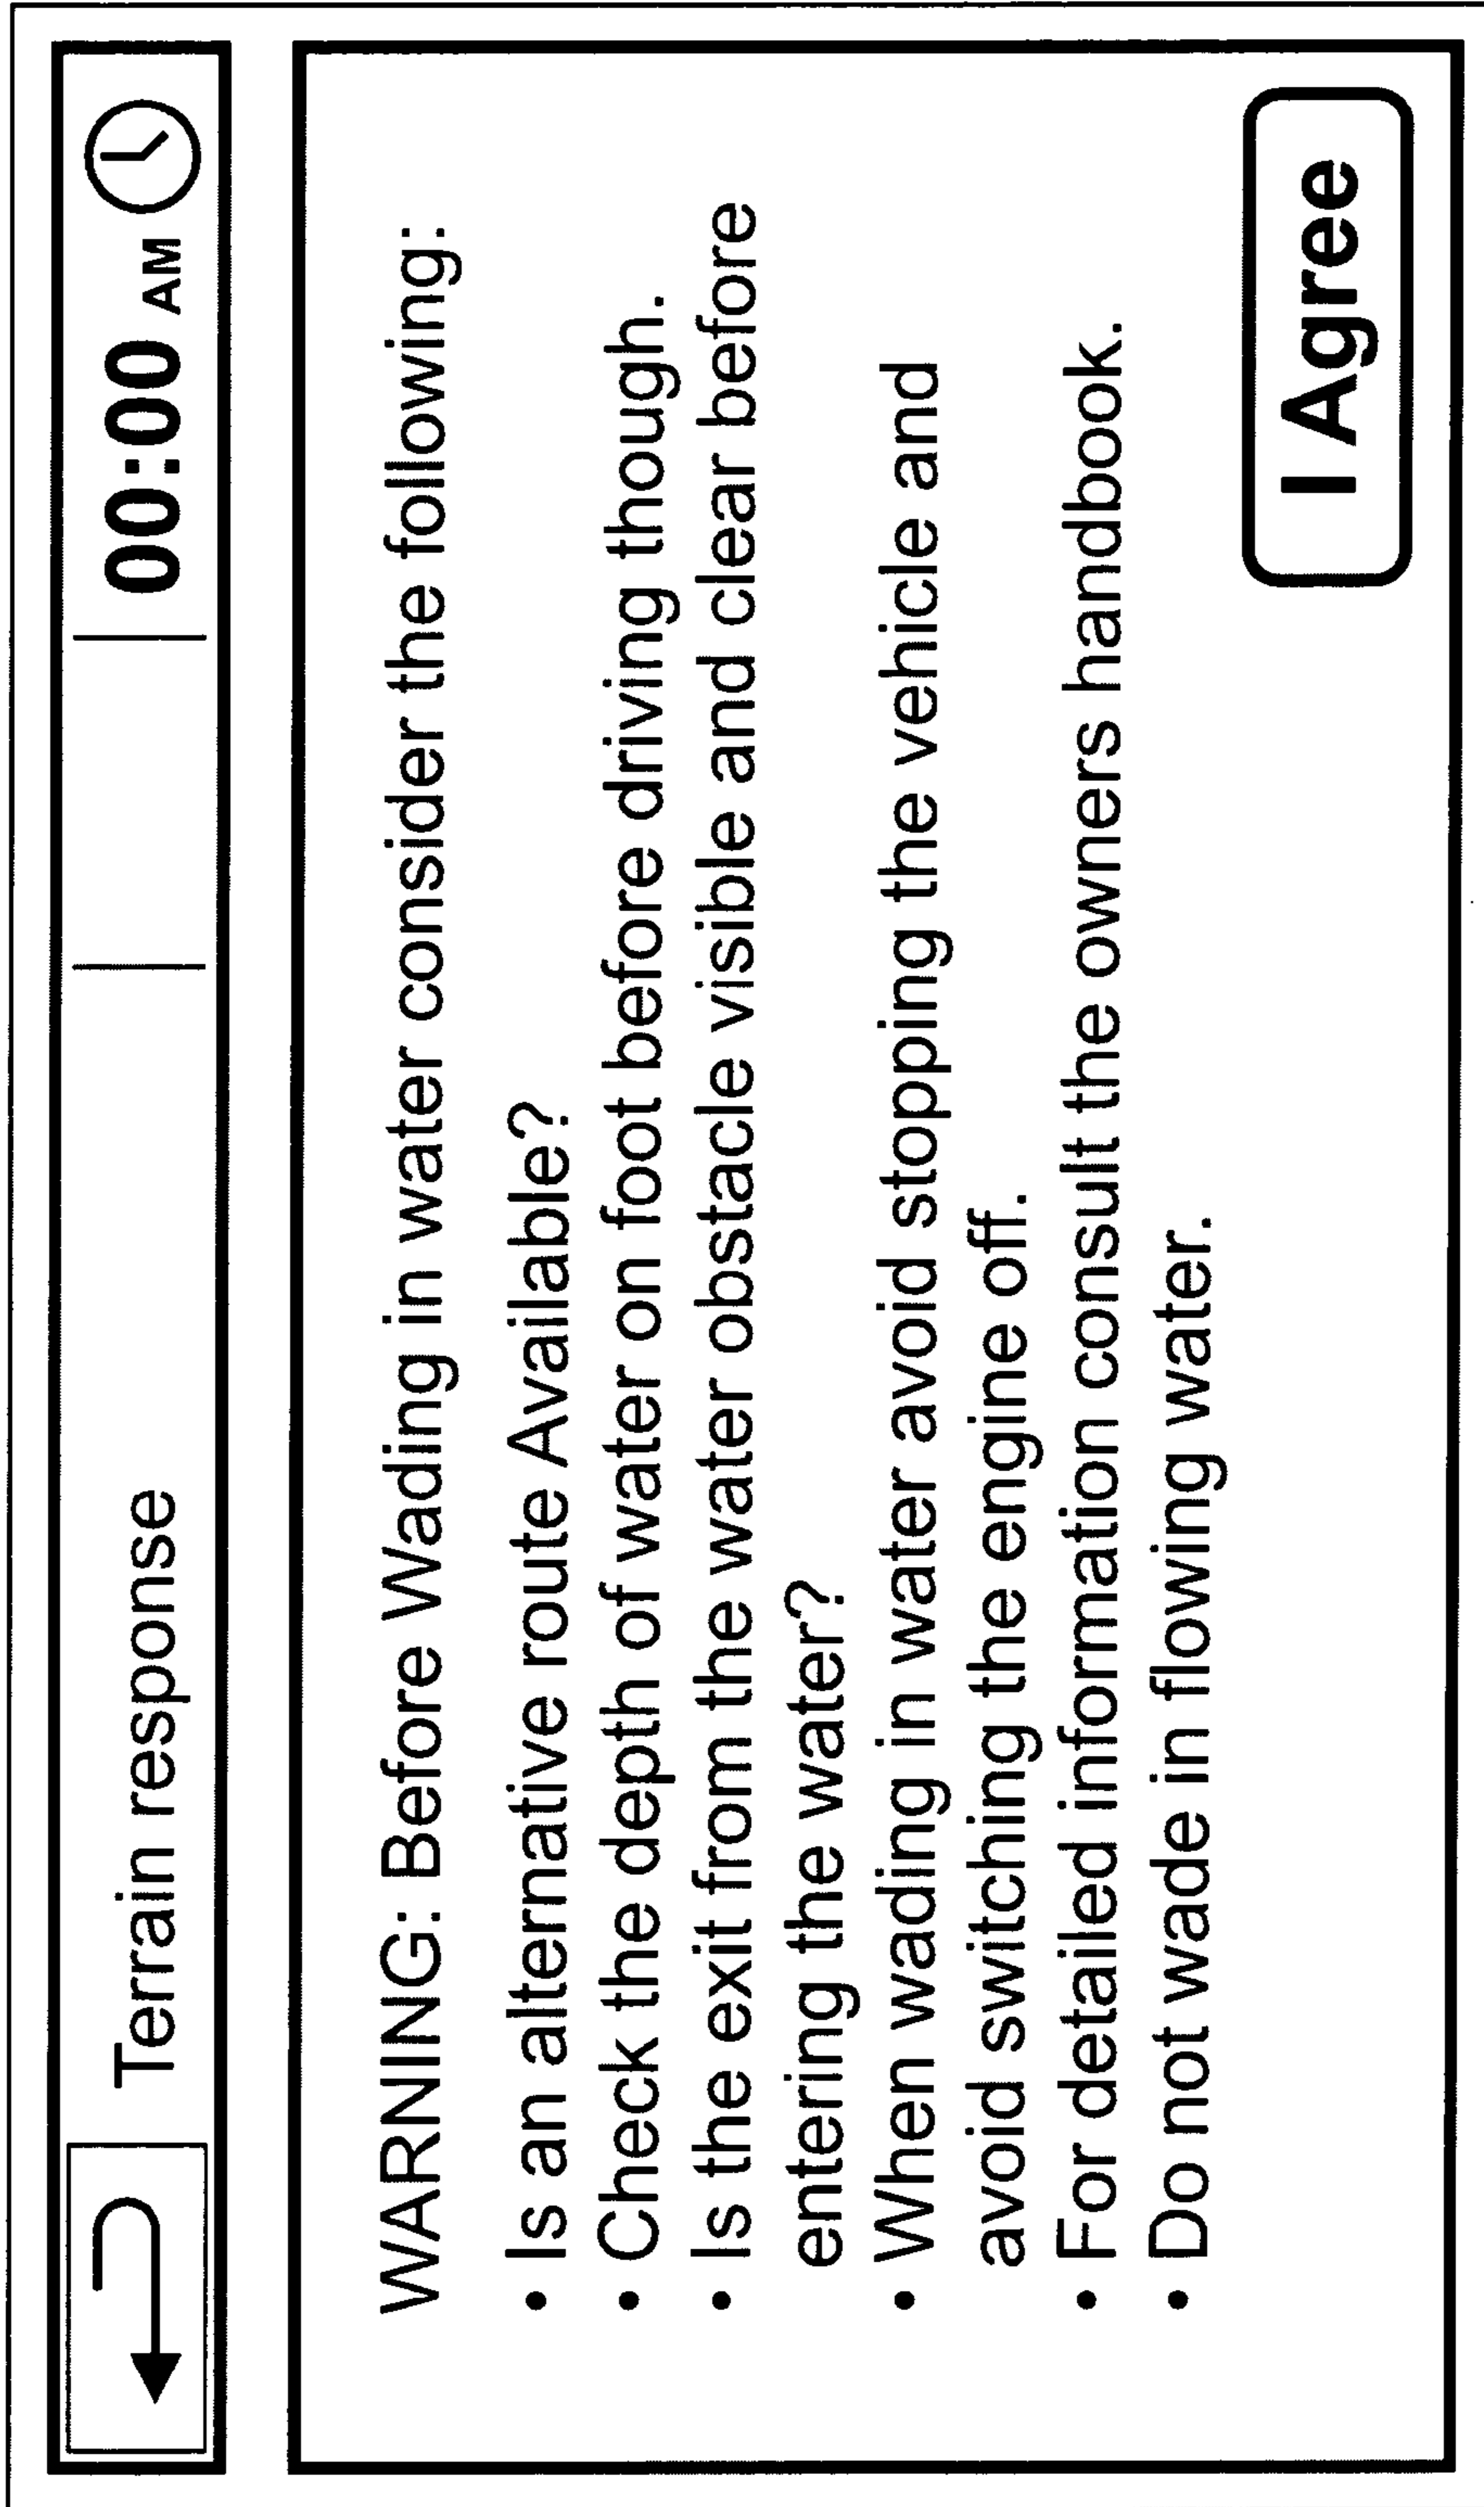 Terrain response
00:00 AM
WARNING: Before Wading in water consider the following:
• Is an alternative route Available?
• Check the depth of water on foot before driving though.
• Is the exit from the water obstacle visible and clear before
entering the water?
• When wading in water avoid stopping the vehicle and
avoid switching the engine off.
• For detailed information consult the owners handbook.
• Do not wade in flowing water.
I Agree